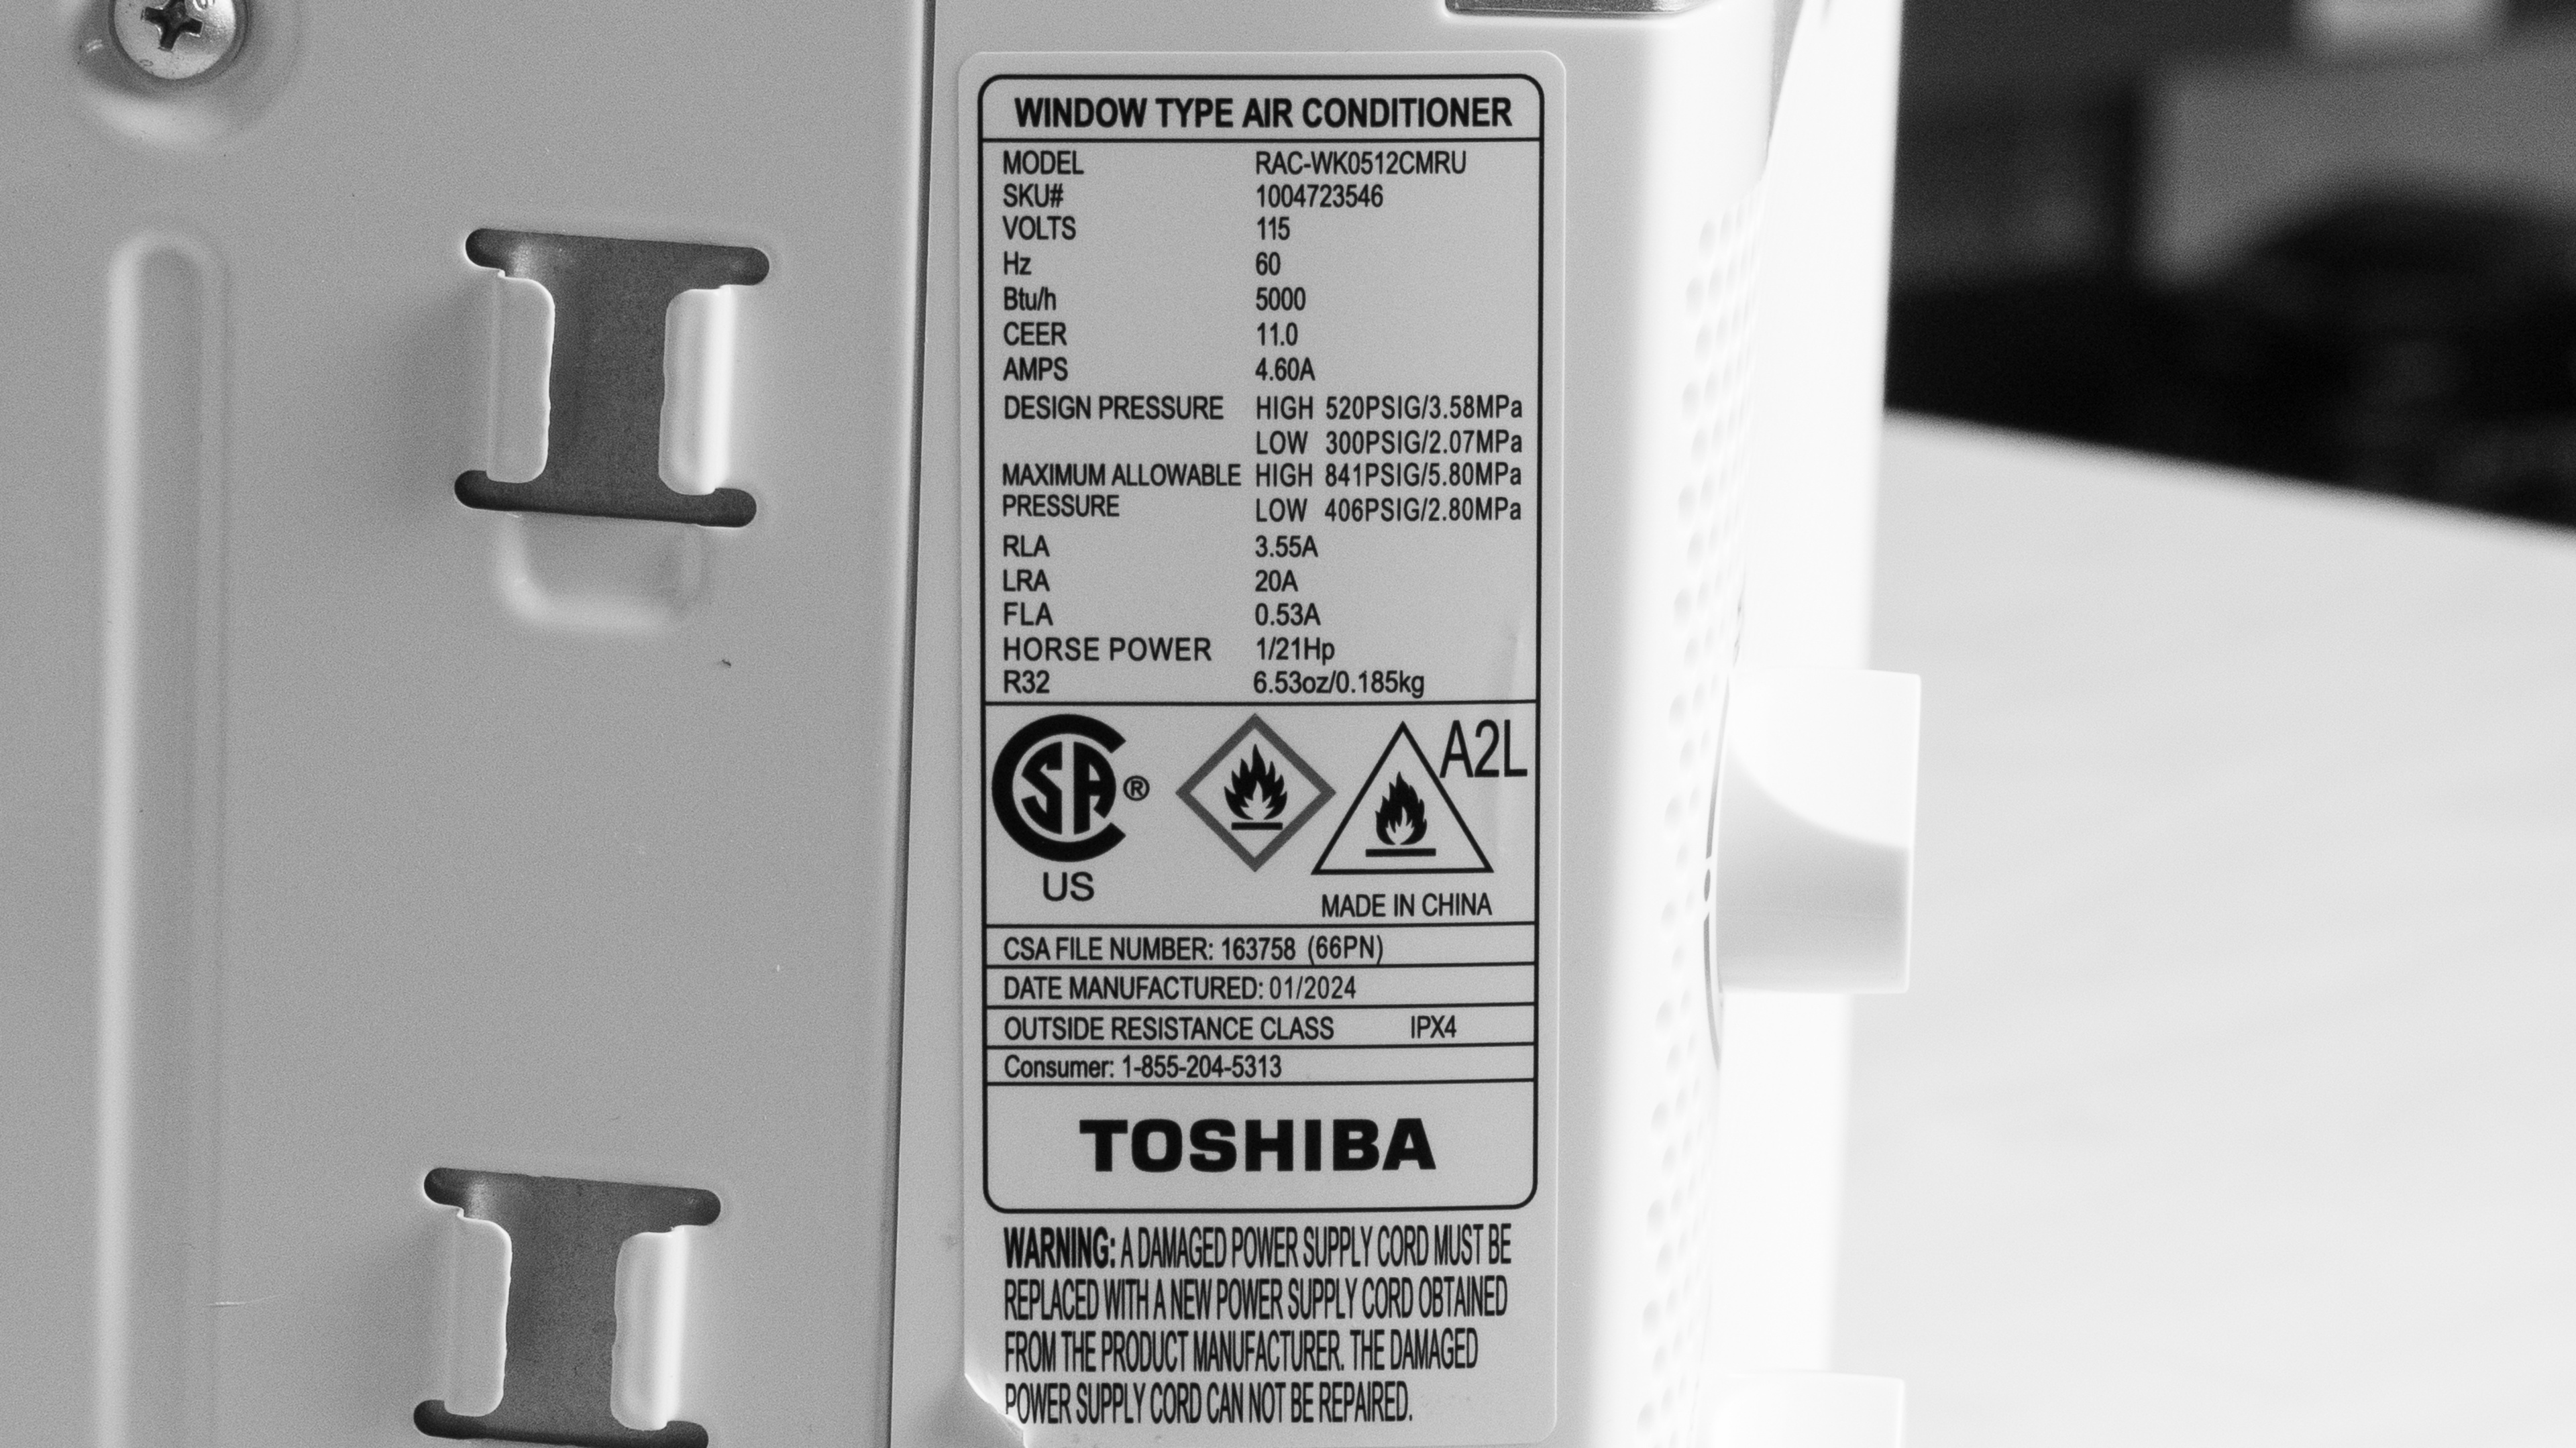 WINDOW TYPE AIR CONDITIONER
MODEL RAC-WK0512CMRU
SKU# 1004723546
VOLTS 115
Hz 60
Btu/h 5000
CEER 11.0
AMPS 4.60A
DESIGN PRESSURE HIGH 520PSIG/3.58MPa
LOW 300PSIG/2.07MPa
MAXIMUM ALLOWABLE HIGH 841PSIG/5.80MPa
PRESSURE LOW 406PSIG/2.80MPa
RLA 3.55A
LRA 20A
FLA 0.53A
HORSE POWER 1/21Hp
R32 6.53oz/0.185kg
CSA ® A2L
US
MADE IN CHINA
CSA FILE NUMBER: 163758 (66PN)
DATE MANUFACTURED: 01/2024
OUTSIDE RESISTANCE CLASS IPX4
Consumer: 1-855-204-5313
TOSHIBA
WARNING: A DAMAGED POWER SUPPLY CORD MUST BE
REPLACED WITH A NEW POWER SUPPLY CORD OBTAINED
FROM THE PRODUCT MANUFACTURER. THE DAMAGED
POWER SUPPLY CORD CAN NOT BE REPAIRED.